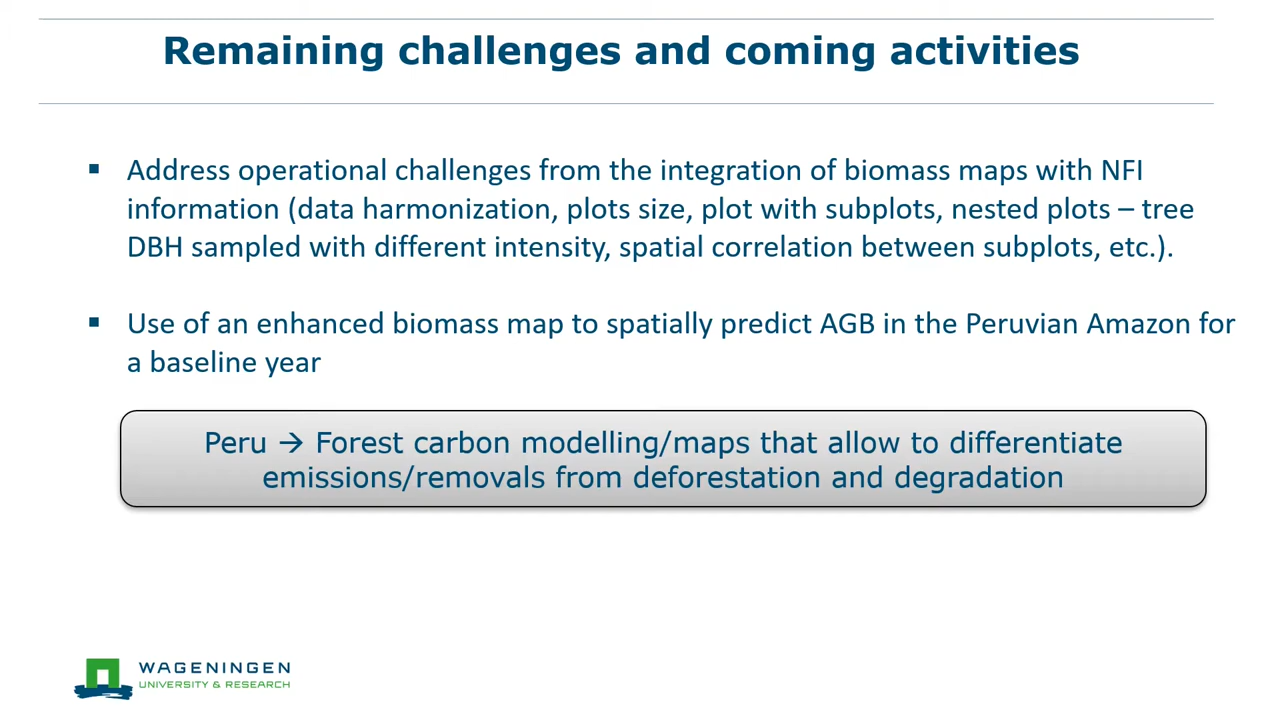 Remaining challenges and coming activities
▪ Address operational challenges from the integration of biomass maps with NFI
information (data harmonization, plots size, plot with subplots, nested plots – tree
DBH sampled with different intensity, spatial correlation between subplots, etc.).
▪ Use of an enhanced biomass map to spatially predict AGB in the Peruvian Amazon for
a baseline year
Peru → Forest carbon modelling/maps that allow to differentiate
emissions/removals from deforestation and degradation
WAGENINGEN
UNIVERSITY & RESEARCH